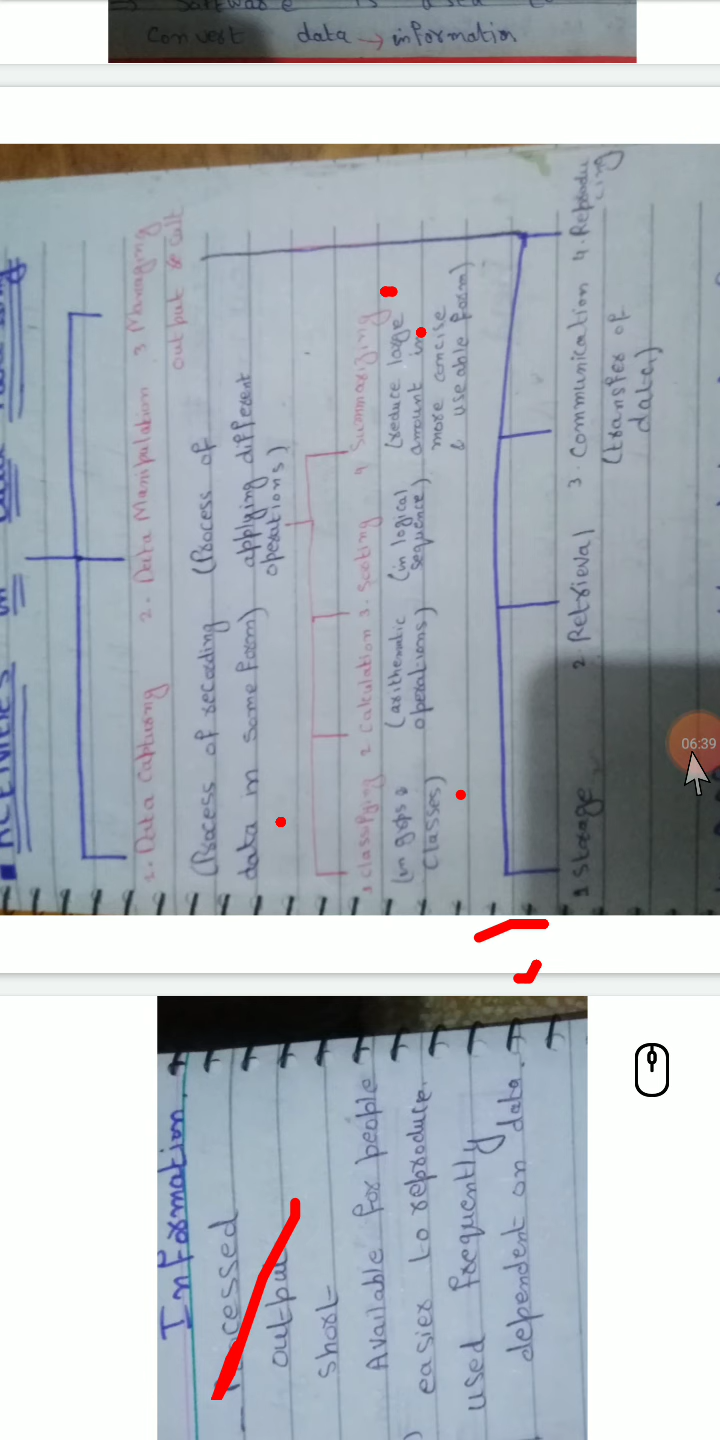 convert data → information
ACTIVITIES in
1. Data Capturing 2. Data Manipulation 3 Managing
output result
(Process of recording (Process of
data in some form) applying different
operations)
1 Classifying 2 Calculation 3. Sorting 4 Summarizing
(in grps & (arithematic (in logical (reduce large
classes) operations) sequence) amount in
more concise
& useable form)
1 Storage 2. Retrieval 3. Communication 4. Reprodu
cing
(transfer of
data)
06:39
Information.
Processed
output
short
Available for people
easier to reproduce.
used frequently
dependent on data.